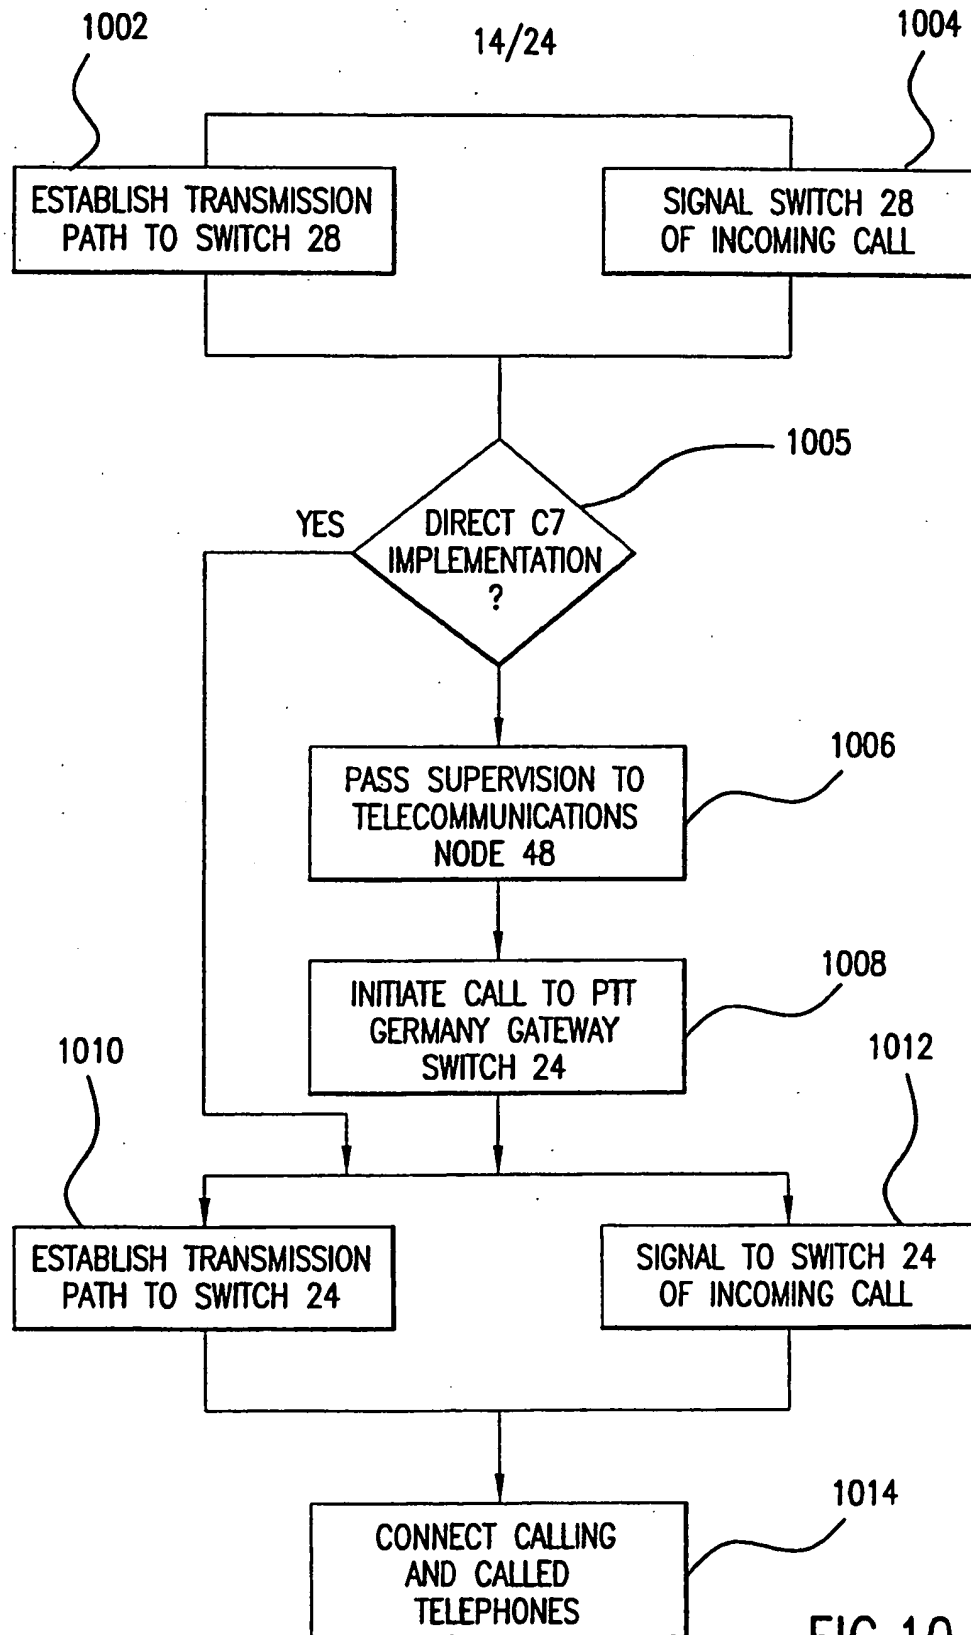 1002
14/24
1004
ESTABLISH TRANSMISSION
PATH TO SWITCH 28
SIGNAL SWITCH 28
OF INCOMING CALL
1005
YES
DIRECT C7
IMPLEMENTATION
?
1006
PASS SUPERVISION TO
TELECOMMUNICATIONS
NODE 48
1008
INITIATE CALL TO PTT
GERMANY GATEWAY
SWITCH 24
1010
1012
ESTABLISH TRANSMISSION
PATH TO SWITCH 24
SIGNAL TO SWITCH 24
OF INCOMING CALL
1014
CONNECT CALLING
AND CALLED
TELEPHONES
FIG.10